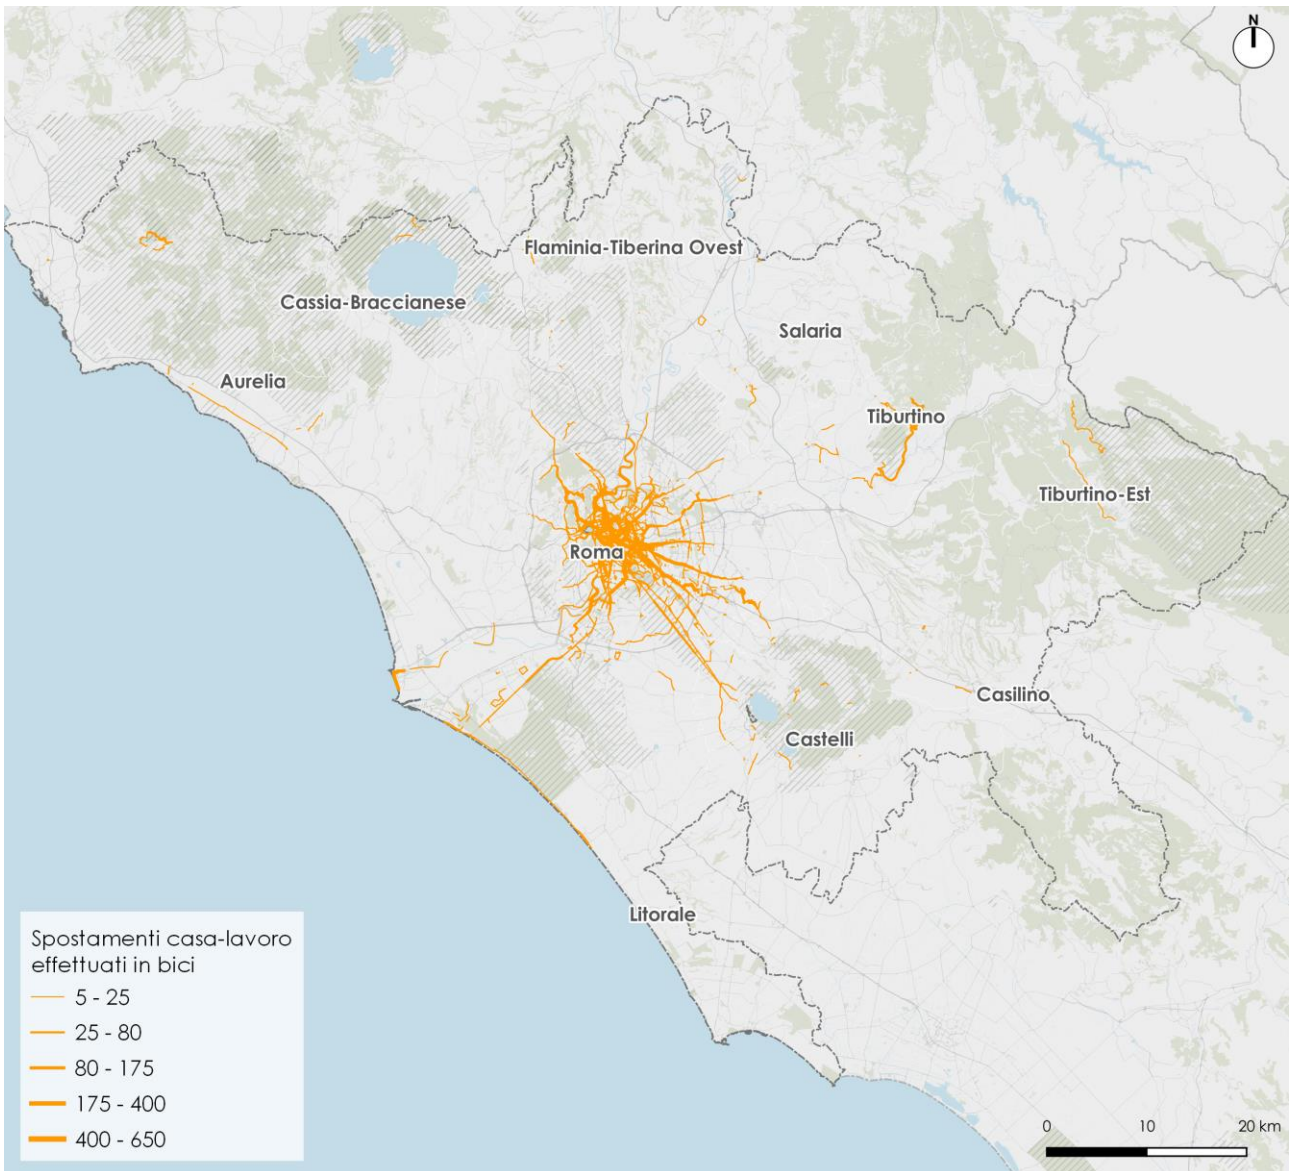 N
Flaminia-Tiberina Ovest
Cassia-Braccianese
Salaria
Aurelia
Tiburtino
Tiburtino-Est
Roma
Casilino
Castelli
Litorale
Spostamenti casa-lavoro
effettuati in bici
5 - 25
25 - 80
80 - 175
175 - 400
400 - 650
0 10 20 km